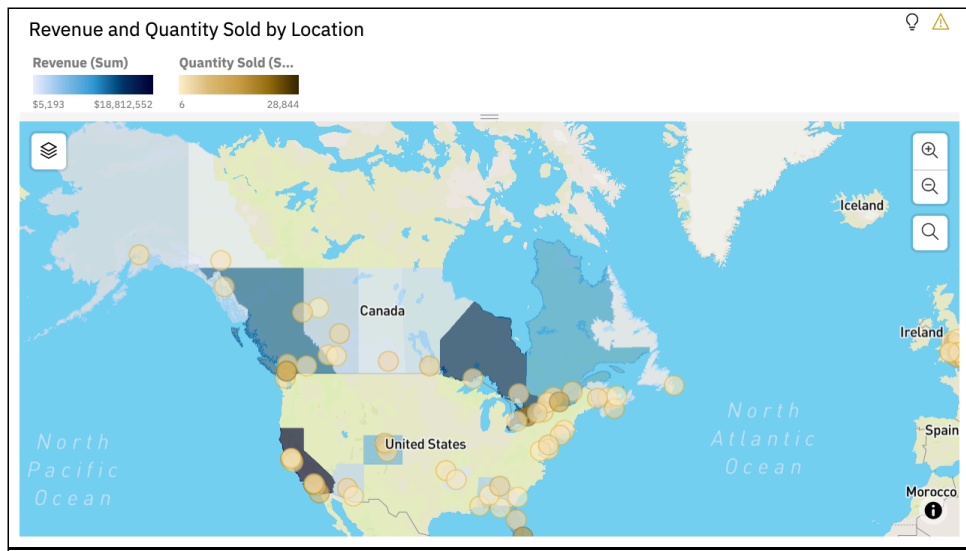 Revenue and Quantity Sold by Location
Revenue (Sum)
Quantity Sold (S...
$5,193
$18,812,552
6
28,844
Iceland
Canada
Ireland
North
Atlantic
Ocean
United States
Spain
North
Pacific
Ocean
Morocco